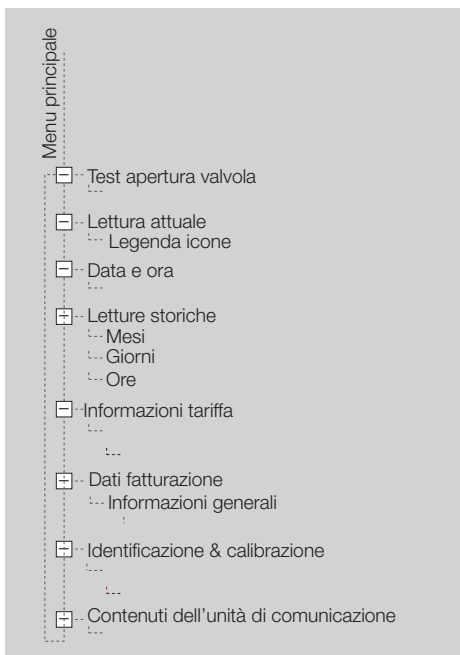 Menu principale
Test apertura valvola
Lettura attuale
Legenda icone
Data e ora
Letture storiche
Mesi
Giorni
Ore
Informazioni tariffa
Dati fatturazione
Informazioni generali
Identificazione & calibrazione
Contenuti dell'unità di comunicazione